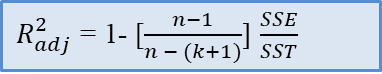 R²adj = 1- [n−1 / n − (k+1)] SSE / SST